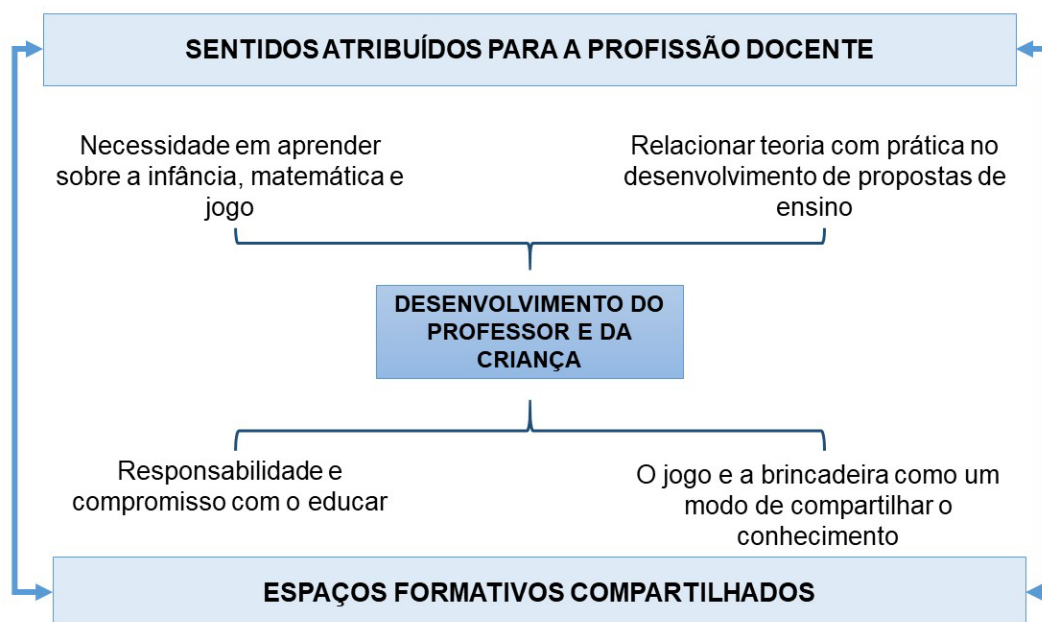 SENTIDOS ATRIBUÍDOS PARA A PROFISSÃO DOCENTE
Necessidade em aprender
sobre a infância, matemática e
jogo
Relacionar teoria com prática no
desenvolvimento de propostas de
ensino
DESENVOLVIMENTO DO
PROFESSOR E DA
CRIANÇA
Responsabilidade e
compromisso com o educar
O jogo e a brincadeira como um
modo de compartilhar o
conhecimento
ESPAÇOS FORMATIVOS COMPARTILHADOS